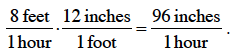 8 feet / 1 hour · 12 inches / 1 foot = 96 inches / 1 hour .